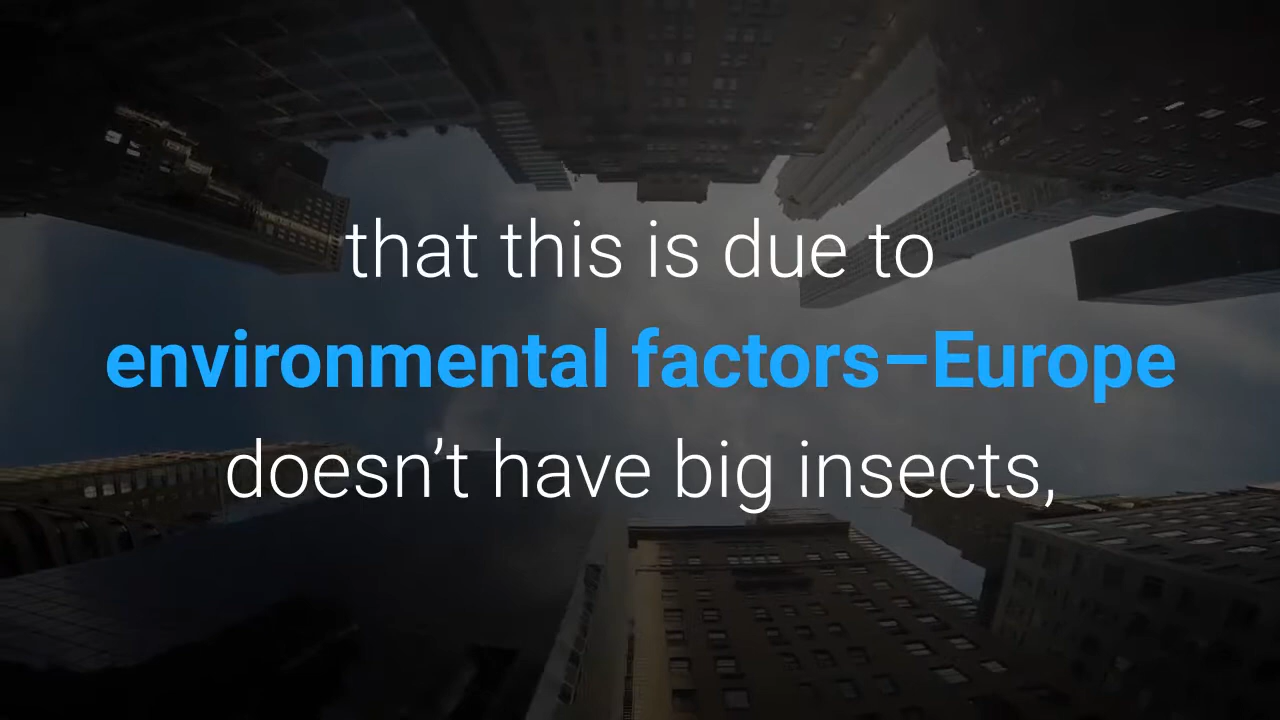 that this is due to
environmental factors–Europe
doesn’t have big insects,